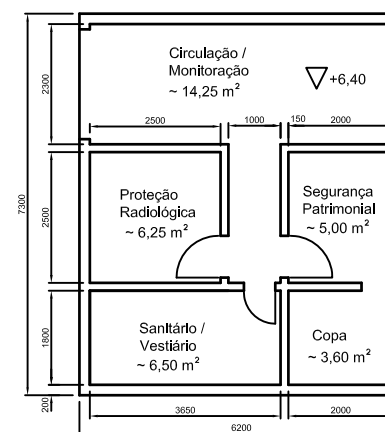 Circulação /
Monitoração
~ 14,25 m²
+6,40
2300
2500
1000
150
2000
7300
2500
Proteção
Radiológica
~ 6,25 m²
Segurança
Patrimonial
~ 5,00 m²
1800
Sanitário /
Vestiário
~ 6,50 m²
Copa
~ 3,60 m²
200
3650
2000
6200